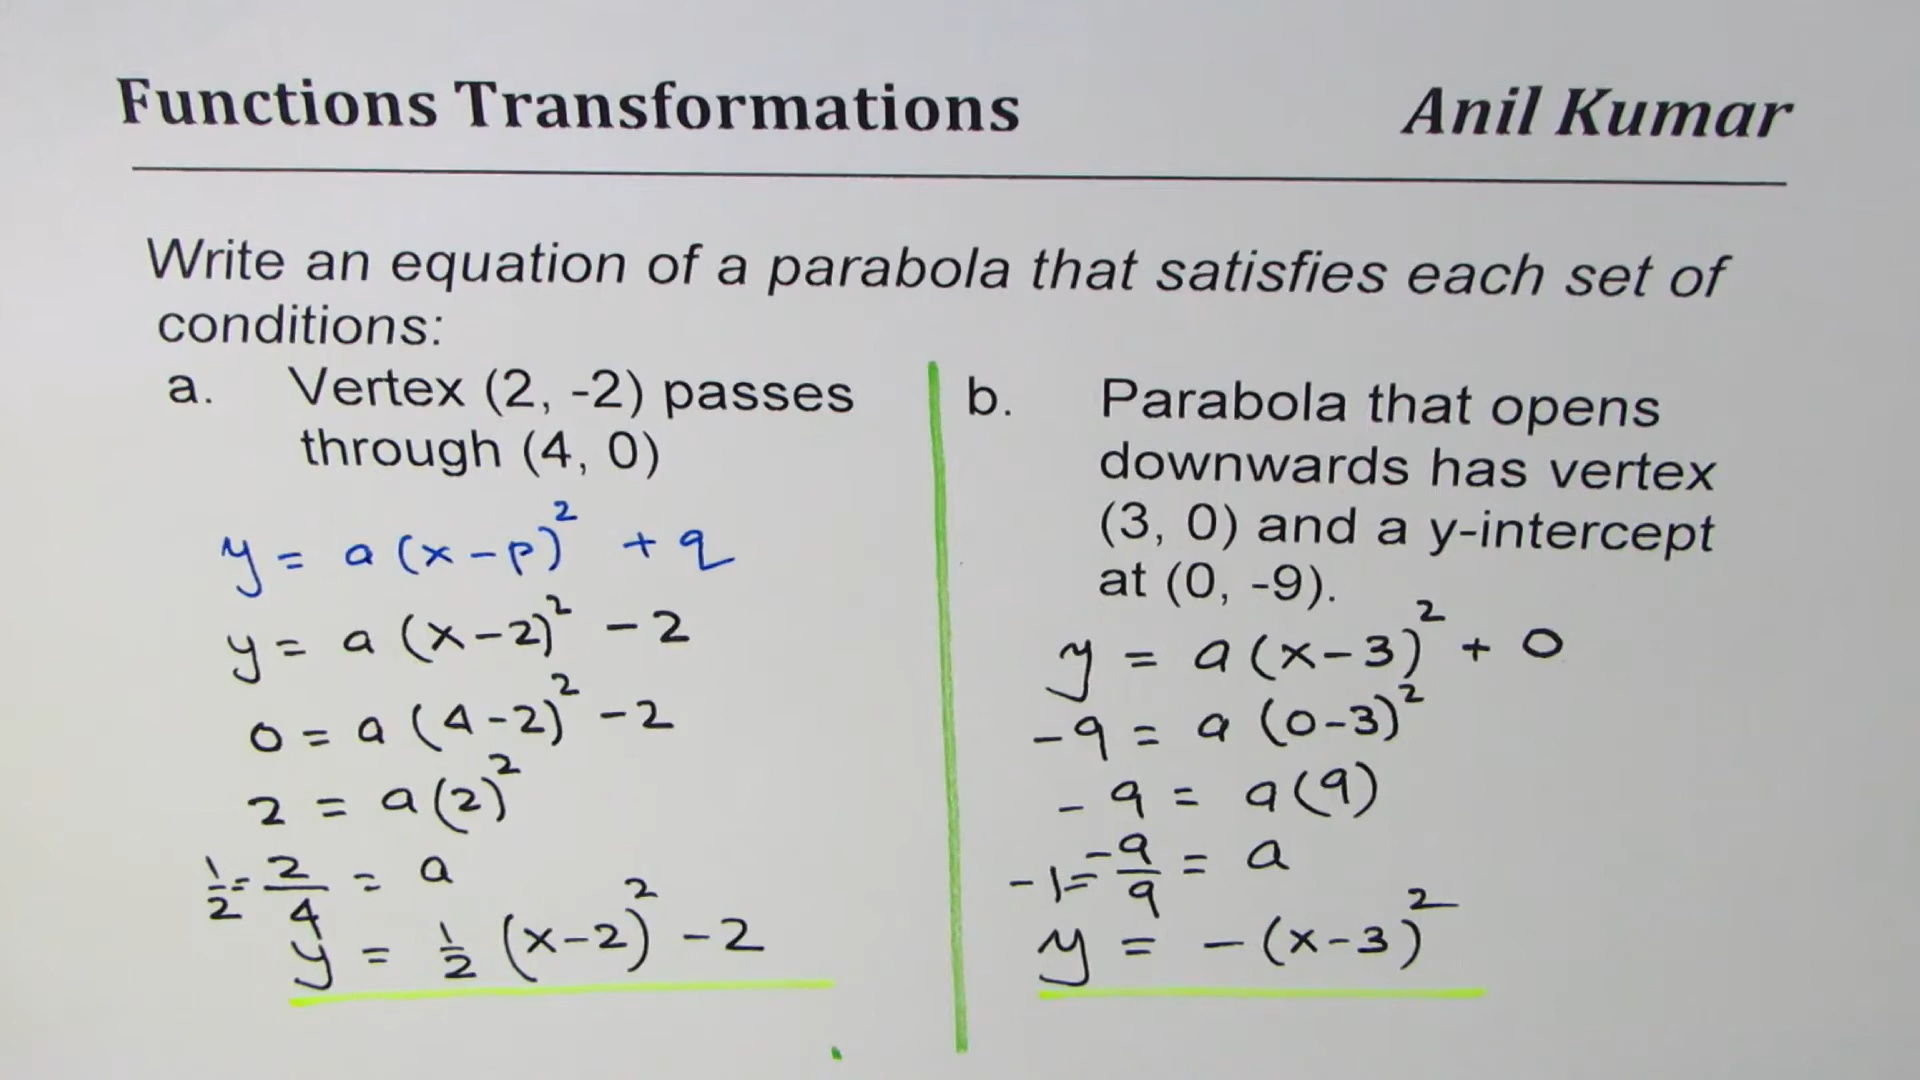 Functions Transformations Anil Kumar
Write an equation of a parabola that satisfies each set of
conditions:
a. Vertex (2, -2) passes
through (4, 0)
y = a(x-p)² + q
y = a(x-2)² - 2
0 = a(4-2)² - 2
2 = a(2)²
1/2 = 2/4 = a
y = 1/2 (x-2)² - 2
b. Parabola that opens
downwards has vertex
(3, 0) and a y-intercept
at (0, -9).
y = a(x-3)² + 0
-9 = a(0-3)²
-9 = a(9)
-1 = -9/9 = a
y = -(x-3)²